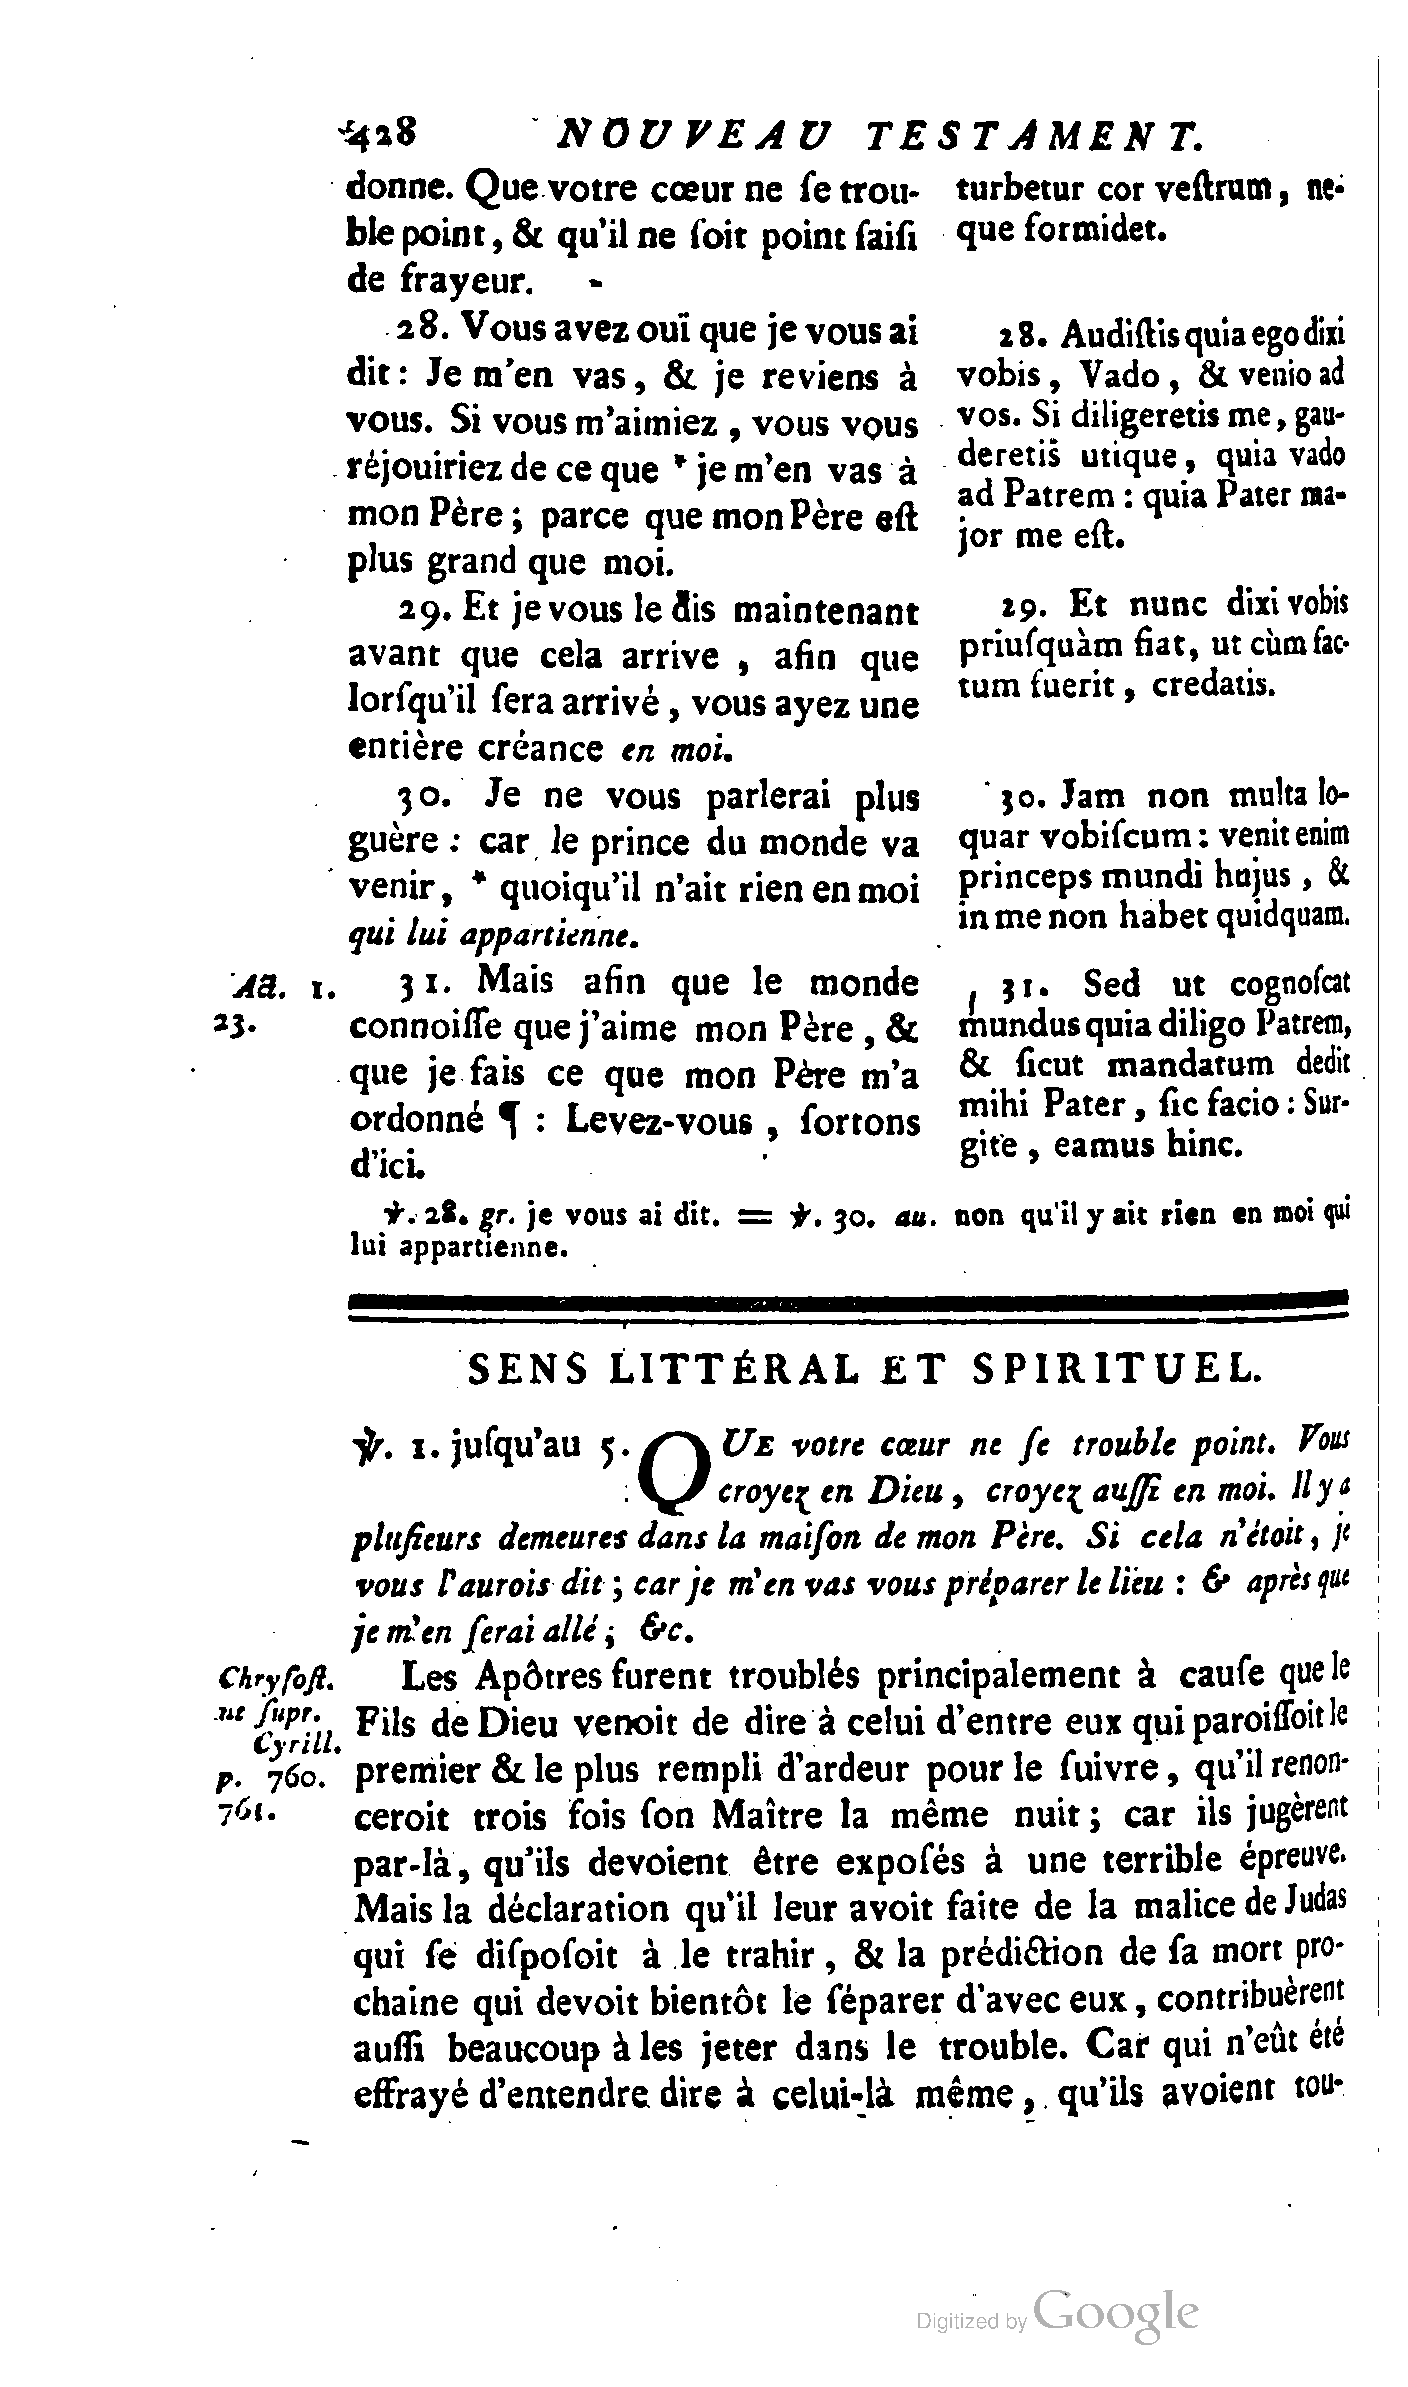 428 NOUVEAU TESTAMENT.
donne. Que votre cœur ne ſe trou-
ble point, & qu'il ne ſoit point ſaiſi
de frayeur.
28. Vous avez ouï que je vous ai
dit : Je m'en vas, & je reviens à
vous. Si vous m'aimiez, vous vous
réjouiriez de ce que * je m'en vas à
mon Père ; parce que mon Père eſt
plus grand que moi.
29. Et je vous le dis maintenant
avant que cela arrive , afin que
lorſqu'il ſera arrivé, vous ayez une
entière créance en moi.
30. Je ne vous parlerai plus
guère : car le prince du monde va
venir, * quoiqu'il n'ait rien en moi
qui lui appartienne.
Act. 1.
23.
31. Mais afin que le monde
connoiſſe que j'aime mon Père, &
que je fais ce que mon Père m'a
ordonné ¶ : Levez-vous , ſortons
d'ici.
turbetur cor veſtrum, ne-
que formidet.
28. Audiſtis quia ego dixi
vobis, Vado, & venio ad
vos. Si diligeretis me, gau-
deretis utique, quia vado
ad Patrem : quia Pater ma-
jor me eſt.
29. Et nunc dixi vobis
priuſquàm fiat, ut cùm fac-
tum fuerit, credatis.
30. Jam non multa lo-
quar vobiſcum : venit enim
princeps mundi hujus, &
in me non habet quidquam.
31. Sed ut cognoſcat
mundus quia diligo Patrem,
& ſicut mandatum dedit
mihi Pater, ſic facio : Sur-
gite, eamus hinc.
℣. 28. gr. je vous ai dit. = ℣. 30. au. non qu'il y ait rien en moi qui
lui appartienne.
SENS LITTÉRAL ET SPIRITUEL.
℣. 1. juſqu'au 5. QUE votre cœur ne ſe trouble point. Vous
croyez en Dieu, croyez auſſi en moi. Il y a
pluſieurs demeures dans la maiſon de mon Père. Si cela n'étoit, je
vous l'aurois dit ; car je m'en vas vous préparer le lieu : & après que
je m'en ſerai allé ; &c.
Chryſoſt.
ut ſupr.
Cyrill.
p. 760.
761.
Les Apôtres furent troublés principalement à cauſe que le
Fils de Dieu venoit de dire à celui d'entre eux qui paroiſſoit le
premier & le plus rempli d'ardeur pour le ſuivre, qu'il renon-
ceroit trois fois ſon Maître la même nuit ; car ils jugèrent
par-là, qu'ils devoient être expoſés à une terrible épreuve.
Mais la déclaration qu'il leur avoit faite de la malice de Judas
qui ſe diſpoſoit à le trahir, & la prédiction de ſa mort pro-
chaine qui devoit bientôt le ſéparer d'avec eux, contribuèrent
auſſi beaucoup à les jeter dans le trouble. Car qui n'eût été
effrayé d'entendre dire à celui-là même, qu'ils avoient tou-
Digitized by Google